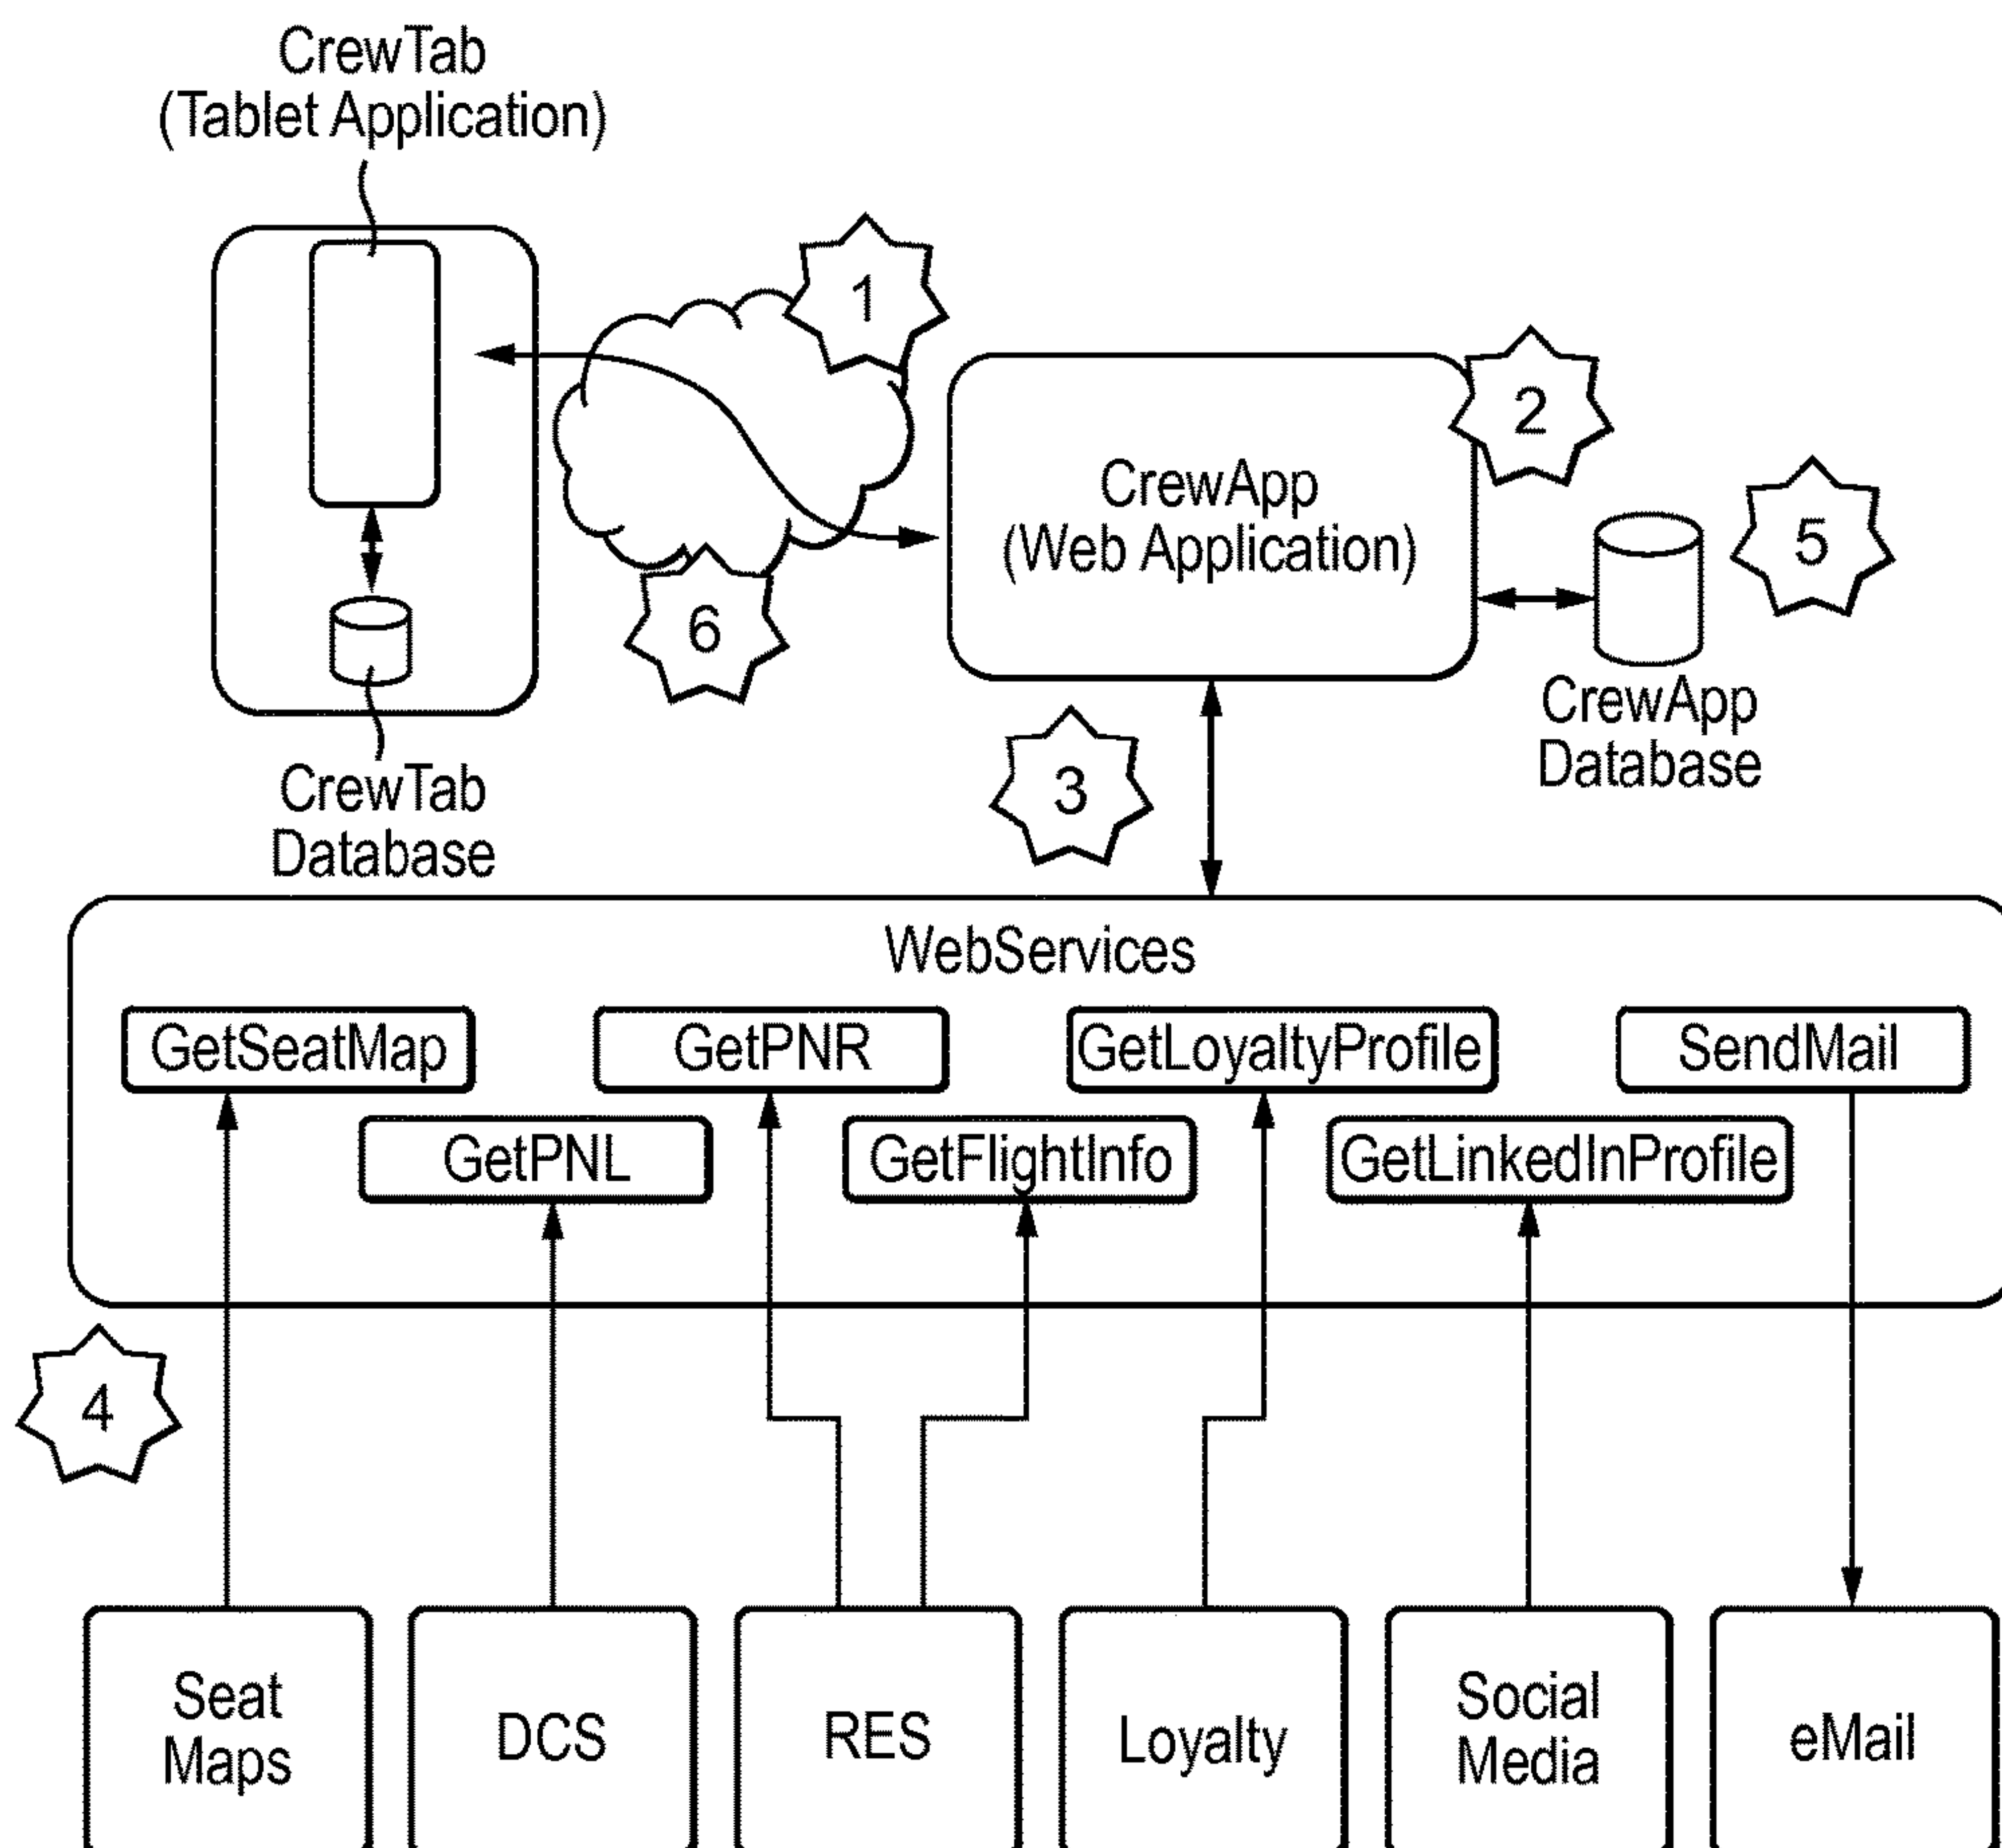 CrewTab
(Tablet Application)
1
2
CrewApp
(Web Application)
5
6
CrewApp
Database
3
CrewTab
Database
WebServices
GetSeatMap
GetPNR
GetLoyaltyProfile
SendMail
GetPNL
GetFlightInfo
GetLinkedInProfile
4
Seat
Maps
DCS
RES
Loyalty
Social
Media
eMail